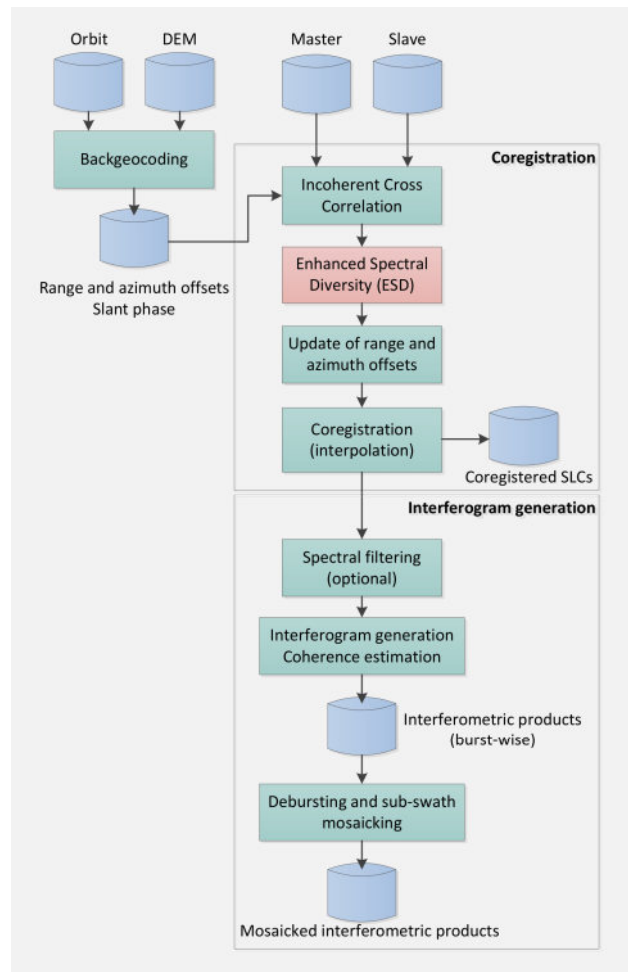 Orbit
DEM
Master
Slave
Backgeocoding
Coregistration
Incoherent Cross
Correlation
Range and azimuth offsets
Slant phase
Enhanced Spectral
Diversity (ESD)
Update of range and
azimuth offsets
Coregistration
(interpolation)
Coregistered SLCs
Interferogram generation
Spectral filtering
(optional)
Interferogram generation
Coherence estimation
Interferometric products
(burst-wise)
Debursting and sub-swath
mosaicking
Mosaicked interferometric products